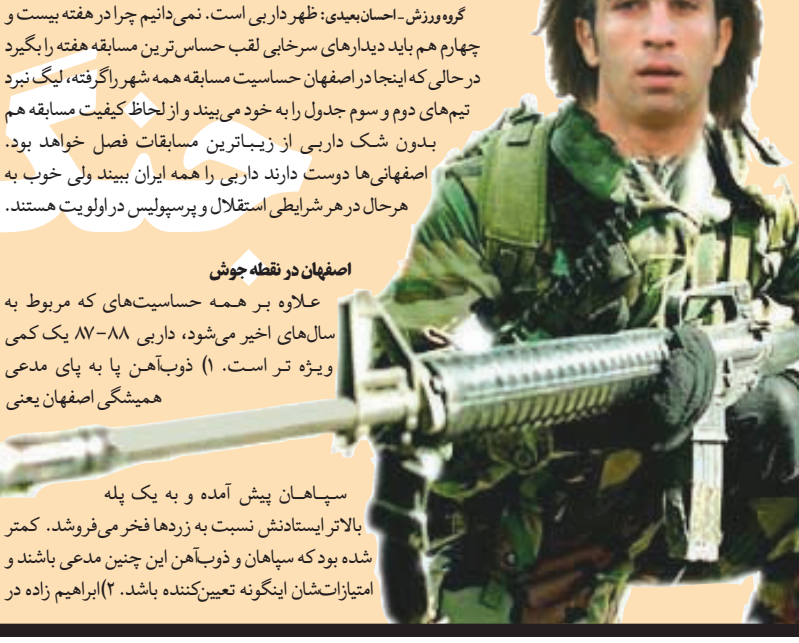 گروه ورزش - احسان بعیدی: ظهر داربی است. نمی‌دانیم چرا در هفته بیست و
چهارم هم باید دیدارهای سرخابی لقب حساس‌ترین مسابقه هفته را بگیرد
در حالی که اینجا در اصفهان حساسیت مسابقه همه شهر را گرفته، لیگ نبرد
تیم‌های دوم و سوم جدول را به خود می‌بیند و از لحاظ کیفیت مسابقه هم
بدون شک داربی از زیباترین مسابقات فصل خواهد بود.
اصفهانی‌ها دوست دارند داربی را همه ایران ببیند ولی خوب به
هرحال در هر شرایطی استقلال و پرسپولیس در اولویت هستند.
جنگ
اصفهان در نقطه جوش
علاوه بر همه حساسیت‌های که مربوط به
سال‌های اخیر می‌شود، داربی ۸۸-۸۷ یک کمی
ویژه تر است. ۱) ذوب‌آهن پا به پای مدعی
همیشگی اصفهان یعنی
سپاهان پیش آمده و به یک پله
بالاتر ایستادنش نسبت به زردها فخر می‌فروشد. کمتر
شده بود که سپاهان و ذوب‌آهن این چنین مدعی باشند و
امتیازات‌شان اینگونه تعیین‌کننده باشد. ۲)ابراهیم زاده در